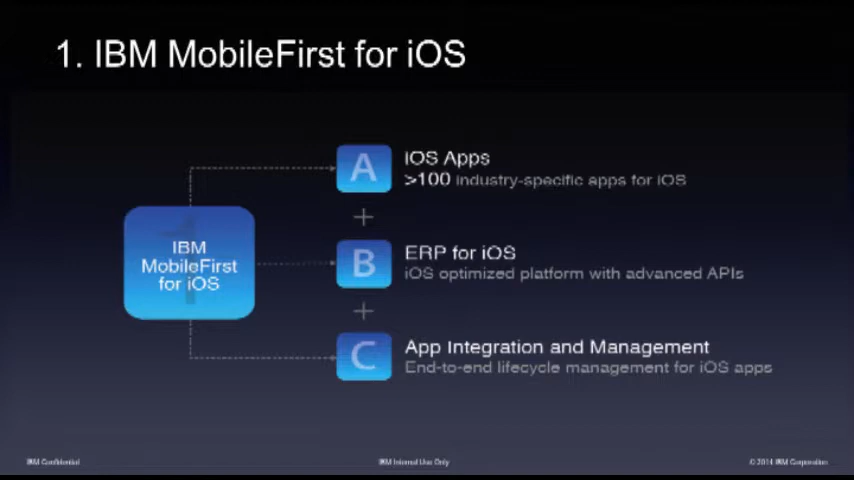 1. IBM MobileFirst for iOS
A
iOS Apps
>100 industry-specific apps for iOS
+
IBM
MobileFirst
for iOS
B
ERP for iOS
iOS optimized platform with advanced APIs
+
C
App Integration and Management
End-to-end lifecycle management for iOS apps
IBM Confidential
IBM Internal Use Only
© 2014 IBM Corporation